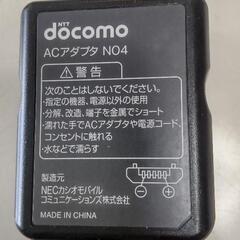 NTT
docomo
ACアダプタ N04
⚠警告
次のことはしないでください。
・指定の機器、電源以外の使用
・分解、改造、端子を金属でショート
・濡れた手でACアダプタや電源コード、
コンセントに触れる
・水などで濡らす
製造元
NECカシオモバイル
コミュニケーションズ株式会社
MADE IN CHINA